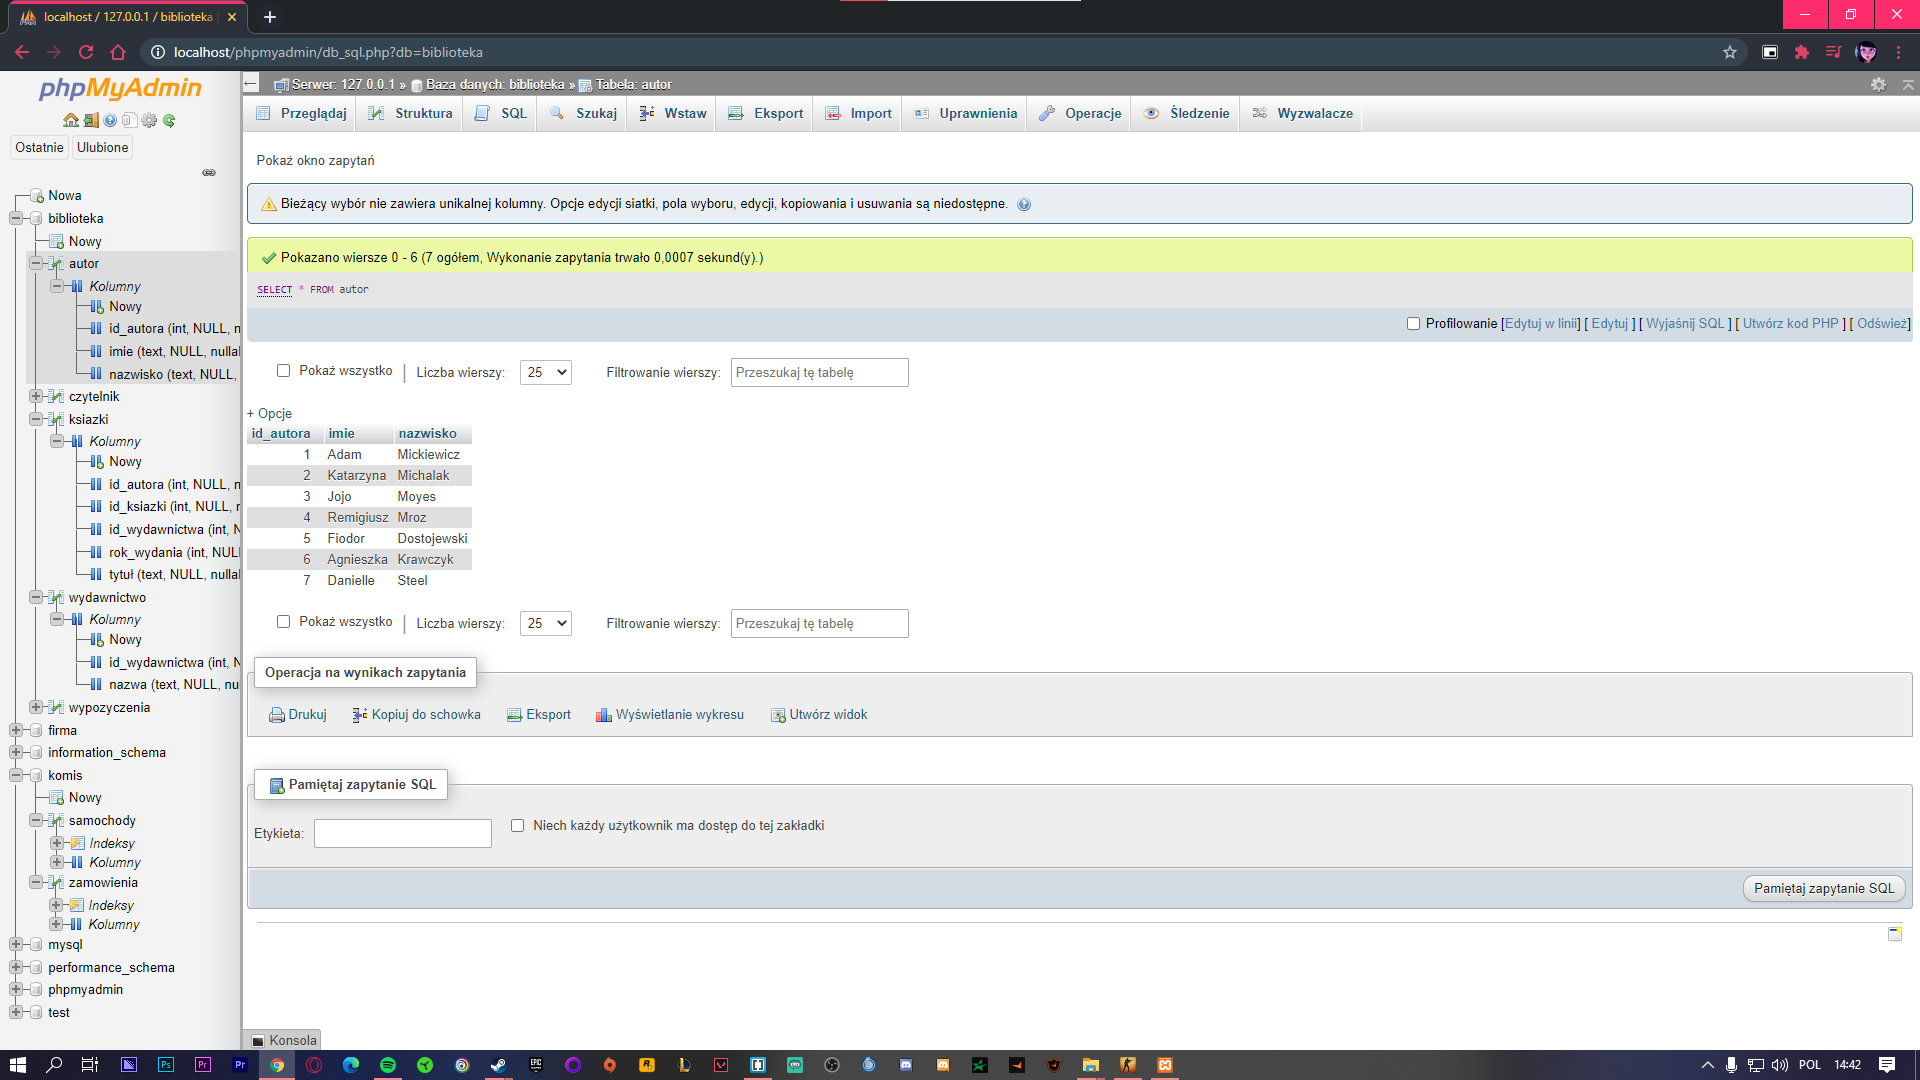 localhost / 127.0.0.1 / biblioteka
localhost/phpmyadmin/db_sql.php?db=biblioteka
phpMyAdmin
Ostatnie Ulubione
Nowa
biblioteka
Nowy
autor
Kolumny
Nowy
id_autora (int, NULL, n
imie (text, NULL, nullal
nazwisko (text, NULL,
czytelnik
ksiazki
Kolumny
Nowy
id_autora (int, NULL, n
id_ksiazki (int, NULL, r
id_wydawnictwa (int, N
rok_wydania (int, NULL
tytuł (text, NULL, nullal
wydawnictwo
Kolumny
Nowy
id_wydawnictwa (int, N
nazwa (text, NULL, nu
wypozyczenia
firma
information_schema
komis
Nowy
samochody
Indeksy
Kolumny
zamowienia
Indeksy
Kolumny
mysql
performance_schema
phpmyadmin
test
Serwer: 127.0.0.1 » Baza danych: biblioteka » Tabela: autor
Przeglądaj Struktura SQL Szukaj Wstaw Eksport Import Uprawnienia Operacje Śledzenie Wyzwalacze
Pokaż okno zapytań
Bieżący wybór nie zawiera unikalnej kolumny. Opcje edycji siatki, pola wyboru, edycji, kopiowania i usuwania są niedostępne.
Pokazano wiersze 0 - 6 (7 ogółem, Wykonanie zapytania trwało 0,0007 sekund(y).)
SELECT * FROM autor
Profilowanie [Edytuj w linii] [ Edytuj ] [ Wyjaśnij SQL ] [ Utwórz kod PHP ] [ Odśwież]
Pokaż wszystko | Liczba wierszy: 25 Filtrowanie wierszy: Przeszukaj tę tabelę
+ Opcje
id_autora imie nazwisko
1 Adam Mickiewicz
2 Katarzyna Michalak
3 Jojo Moyes
4 Remigiusz Mroz
5 Fiodor Dostojewski
6 Agnieszka Krawczyk
7 Danielle Steel
Pokaż wszystko | Liczba wierszy: 25 Filtrowanie wierszy: Przeszukaj tę tabelę
Operacja na wynikach zapytania
Drukuj Kopiuj do schowka Eksport Wyświetlanie wykresu Utwórz widok
Pamiętaj zapytanie SQL
Etykieta: Niech każdy użytkownik ma dostęp do tej zakładki
Pamiętaj zapytanie SQL
Konsola
POL 14:42